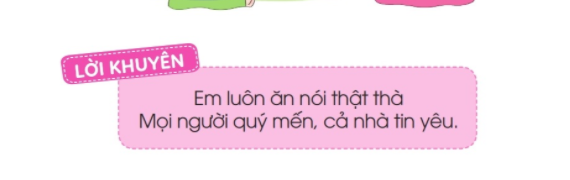 LỜI KHUYÊN
Em luôn ăn nói thật thà
Mọi người quý mến, cả nhà tin yêu.